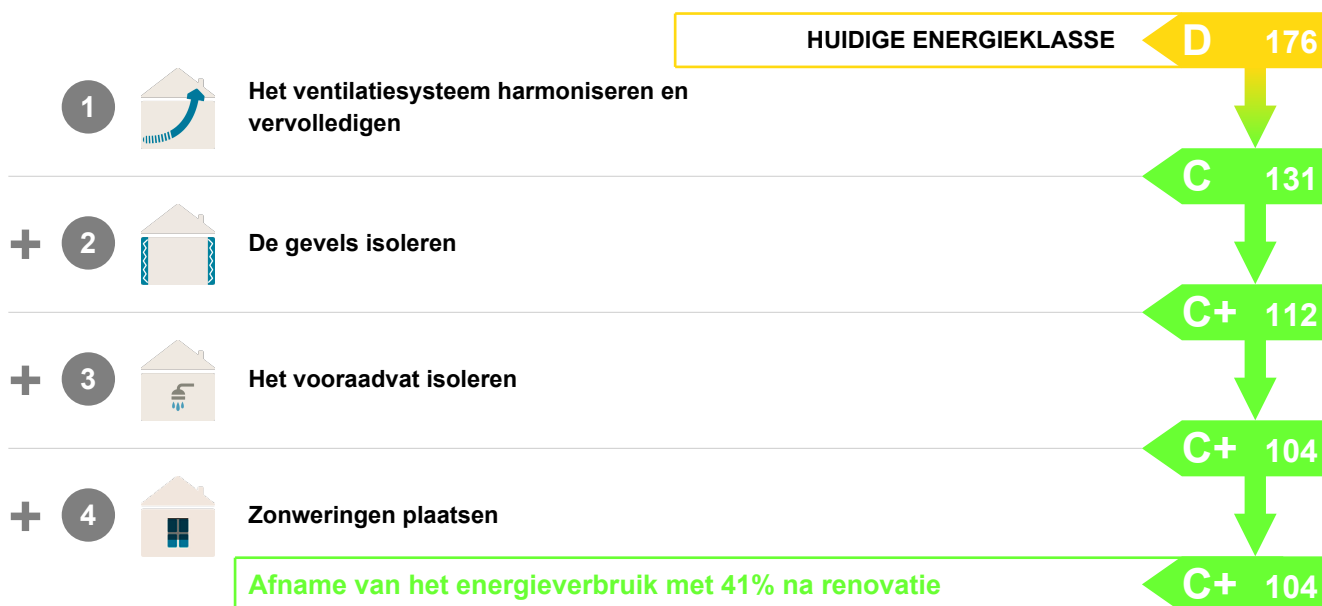 HUIDIGE ENERGIEKLASSE D 176
1 Het ventilatiesysteem harmoniseren en
vervolledigen
C 131
+ 2 De gevels isoleren
C+ 112
+ 3 Het vooraadvat isoleren
C+ 104
+ 4 Zonweringen plaatsen
Afname van het energieverbruik met 41% na renovatie C+ 104